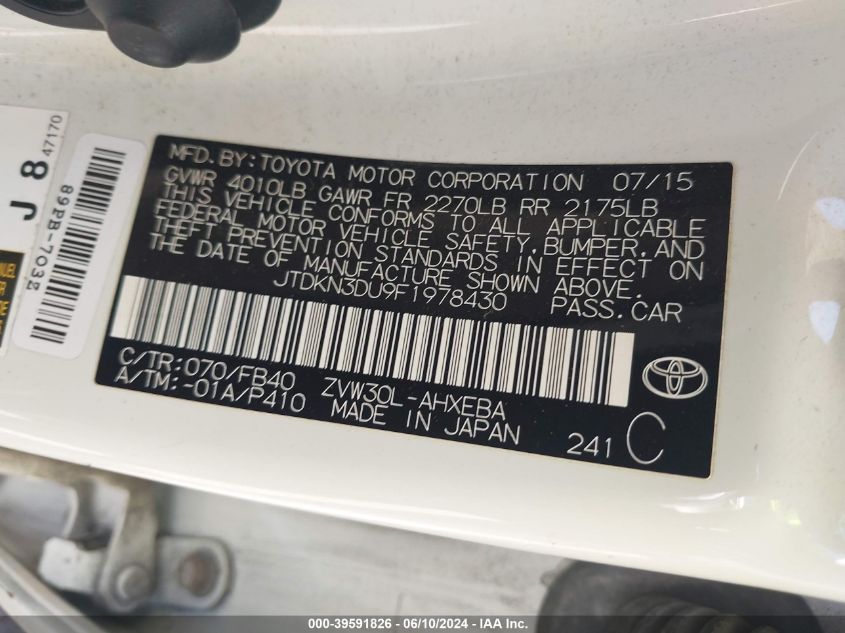 MFD. BY: TOYOTA MOTOR CORPORATION 07/15
GVWR 4010LB GAWR FR 2270LB RR 2175LB
THIS VEHICLE CONFORMS TO ALL APPLICABLE
FEDERAL MOTOR VEHICLE SAFETY, BUMPER, AND
THEFT PREVENTION STANDARDS IN EFFECT ON
THE DATE OF MANUFACTURE SHOWN ABOVE.
JTDKN3DU9F1978430 PASS. CAR
C/TR: 070/FB40 ZVW30L-AHXEBA
A/TM: -01A/P410 MADE IN JAPAN
241 C
J 8
47170
89PB-703
000-39591826 - 06/10/2024 - IAA Inc.